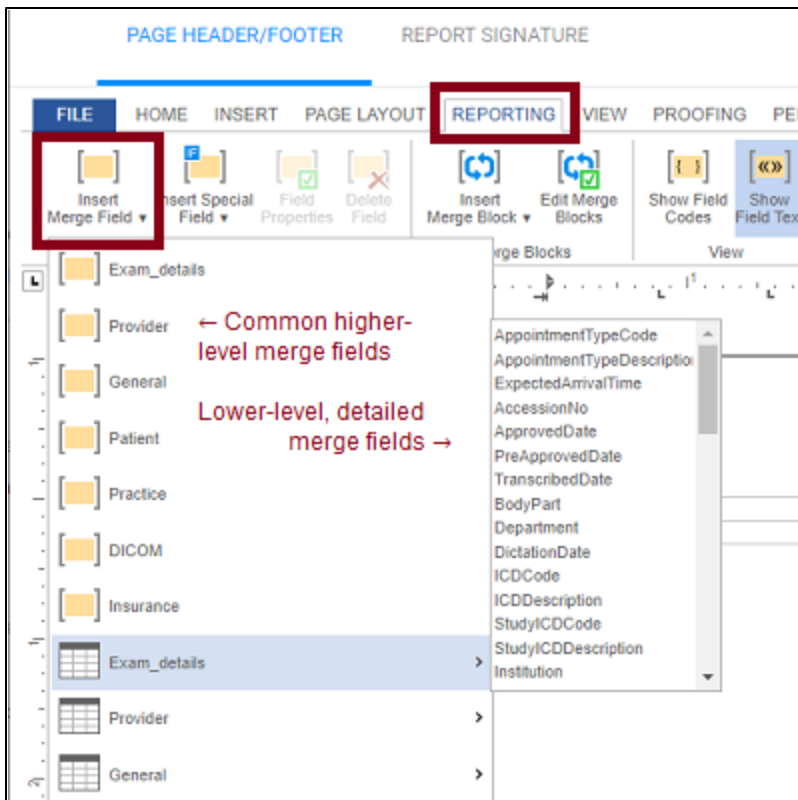 PAGE HEADER/FOOTER REPORT SIGNATURE
FILE HOME INSERT PAGE LAYOUT REPORTING VIEW PROOFING
Insert Merge Field
Insert Special Field
Field Properties
Delete Field
Insert Merge Block
Edit Merge Blocks
Show Field Codes
Show Field Text
Blocks View
L 1
Exam_details
Provider
General
Patient
Practice
DICOM
Insurance
Exam_details
Provider
General
← Common higher-
level merge fields
Lower-level, detailed
merge fields →
AppointmentTypeCode
AppointmentTypeDescription
ExpectedArrivalTime
AccessionNo
ApprovedDate
PreApprovedDate
TranscribedDate
BodyPart
Department
DictationDate
ICDCode
ICDDescription
StudyICDCode
StudyICDDescription
Institution